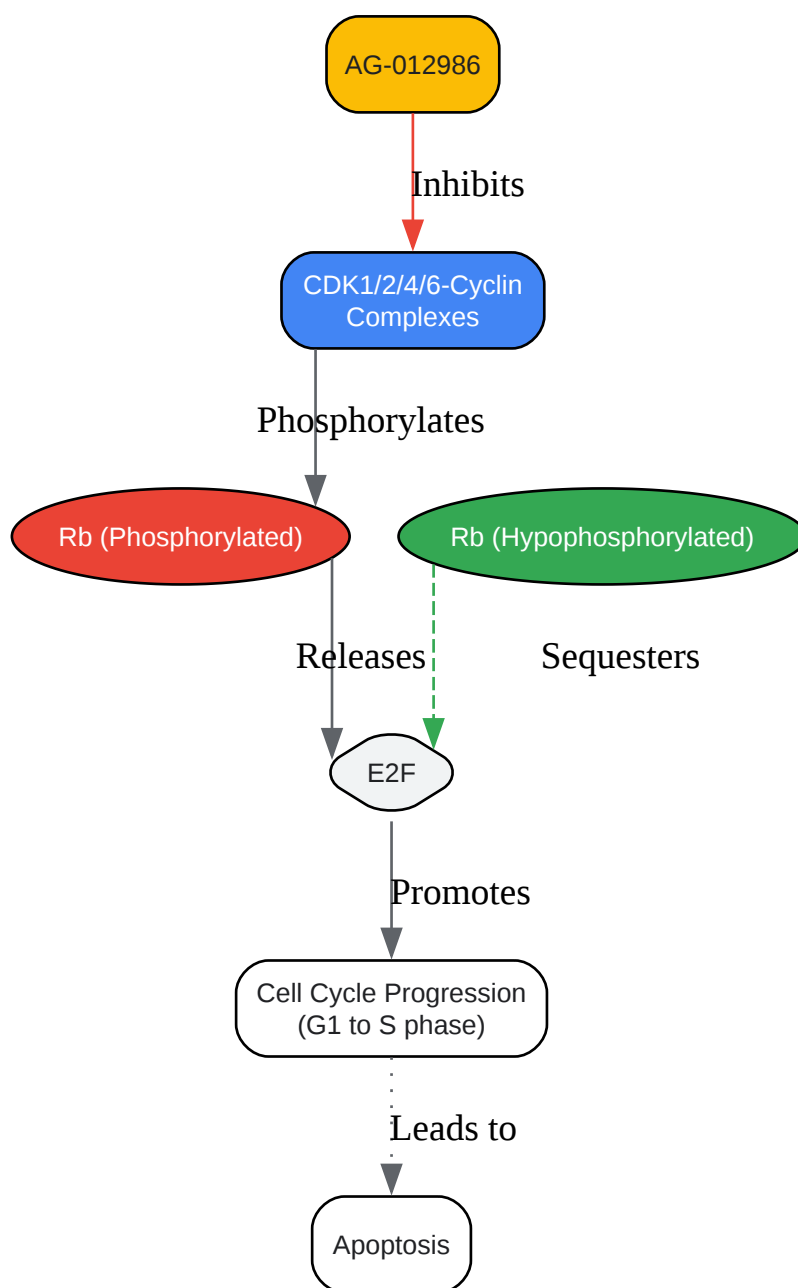 AG-012986
Inhibits
CDK1/2/4/6-Cyclin
Complexes
Phosphorylates
Rb (Phosphorylated)
Rb (Hypophosphorylated)
Releases
Sequesters
E2F
Promotes
Cell Cycle Progression
(G1 to S phase)
Leads to
Apoptosis